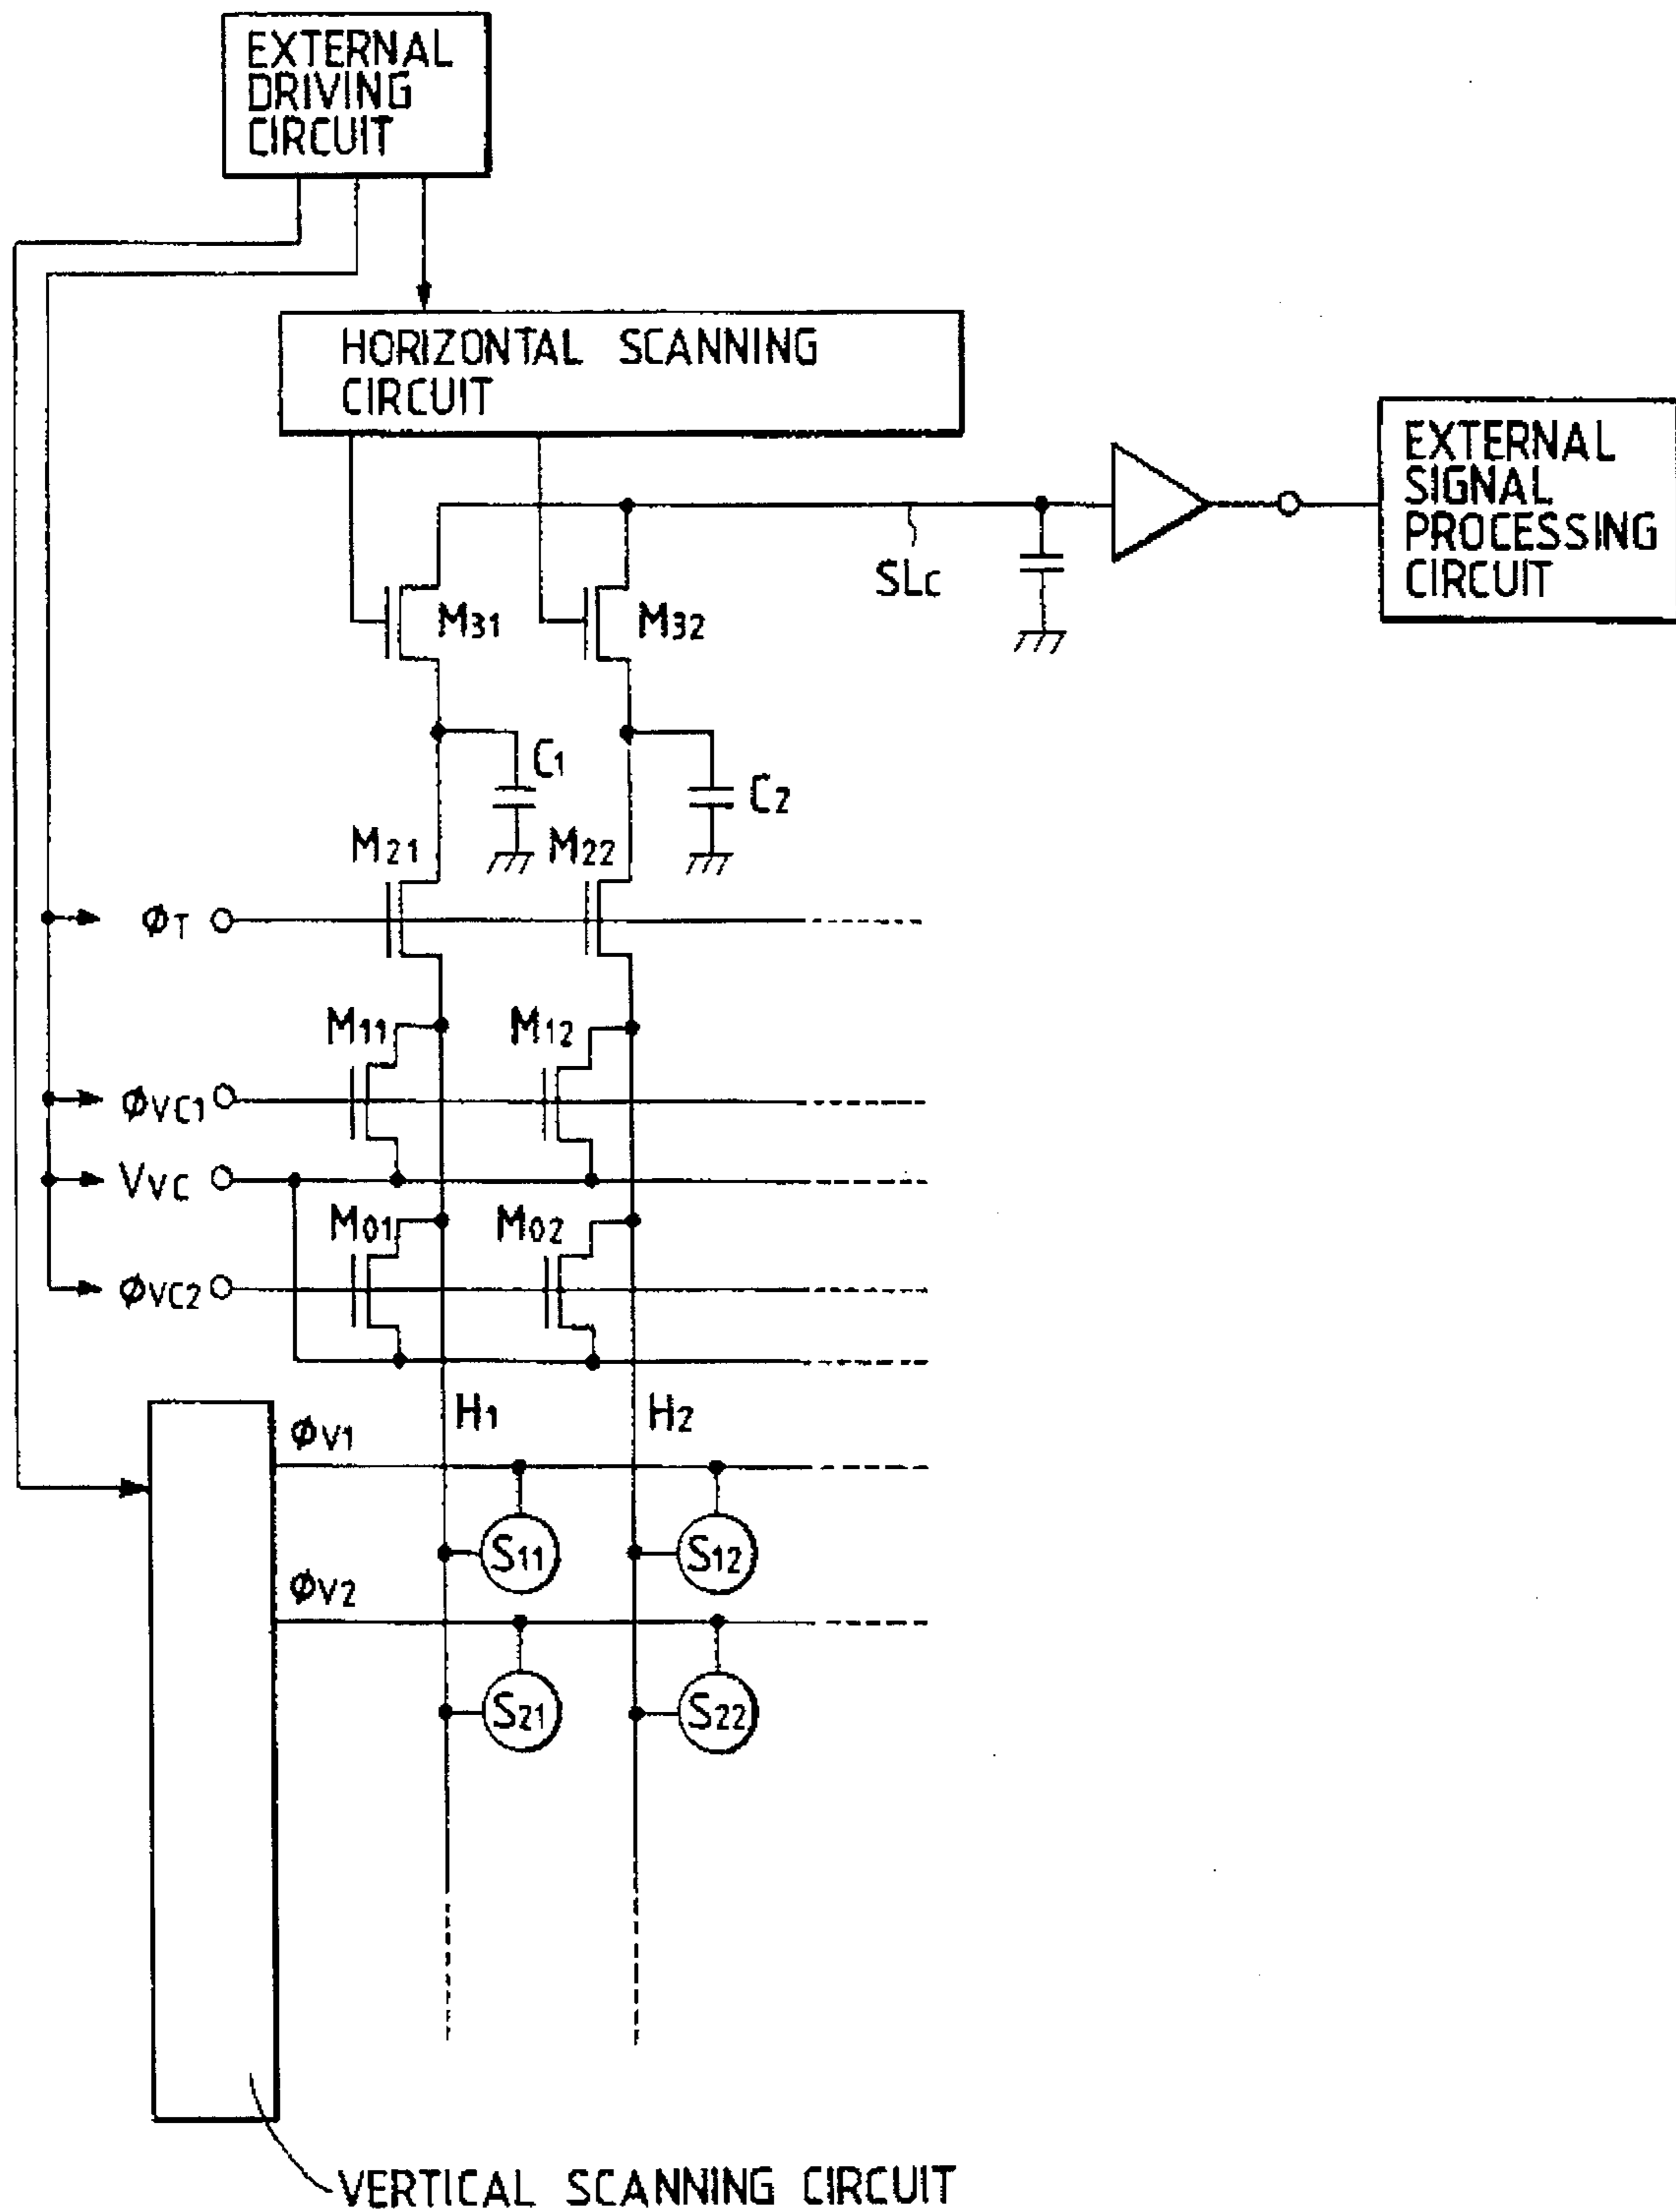 EXTERNAL
DRIVING
CIRCUIT
HORIZONTAL SCANNING
CIRCUIT
EXTERNAL
SIGNAL
PROCESSING
CIRCUIT
SLC
M31
M32
C1
C2
M21
M22
ΦT
M11
M12
ΦVC1
VVC
M01
M02
ΦVC2
H1
H2
ΦV1
S11
S12
ΦV2
S21
S22
VERTICAL SCANNING CIRCUIT